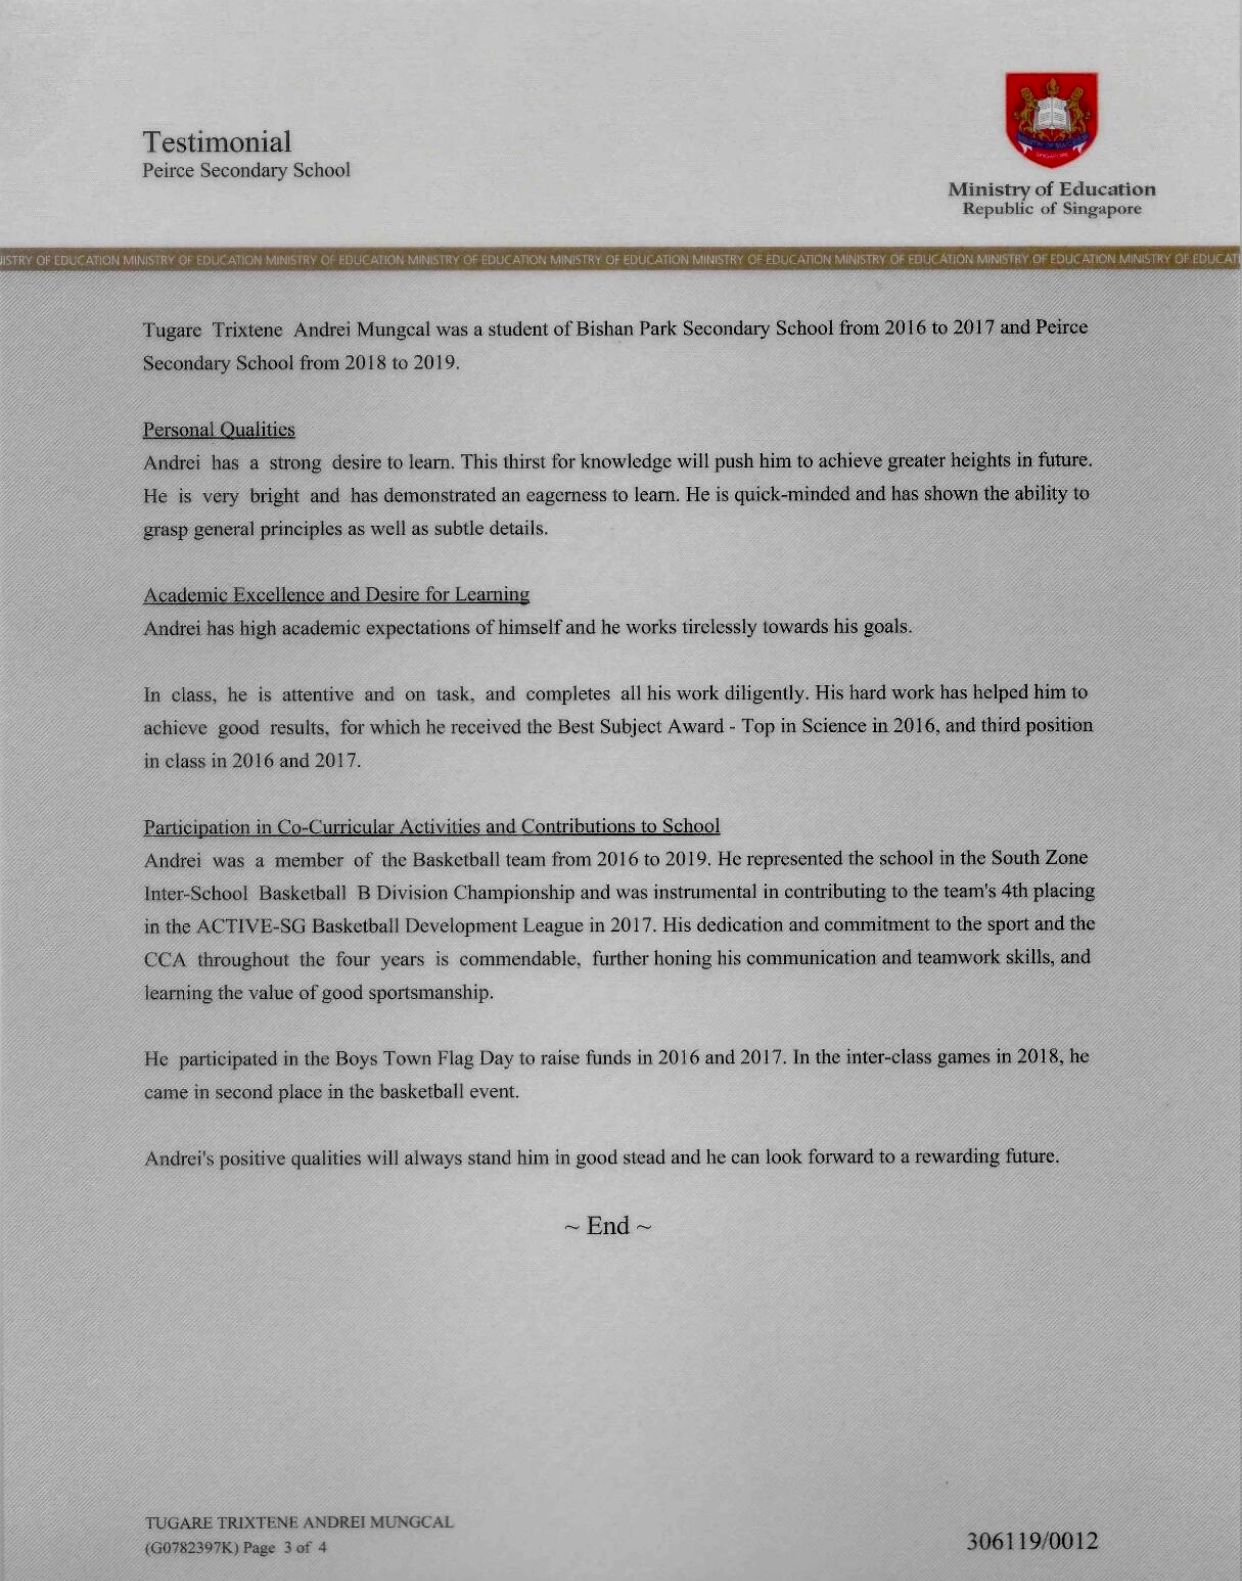 Testimonial
Peirce Secondary School
Ministry of Education
Republic of Singapore
MINISTRY OF EDUCATION MINISTRY OF EDUCATION MINISTRY OF EDUCATION MINISTRY OF EDUCATION MINISTRY OF EDUCATION MINISTRY OF EDUCATION MINISTRY OF EDUCATION MINISTRY OF EDUCATION
Tugare Trixtene Andrei Mungcal was a student of Bishan Park Secondary School from 2016 to 2017 and Peirce
Secondary School from 2018 to 2019.
Personal Qualities
Andrei has a strong desire to learn. This thirst for knowledge will push him to achieve greater heights in future.
He is very bright and has demonstrated an eagerness to learn. He is quick-minded and has shown the ability to
grasp general principles as well as subtle details.
Academic Excellence and Desire for Learning
Andrei has high academic expectations of himself and he works tirelessly towards his goals.
In class, he is attentive and on task, and completes all his work diligently. His hard work has helped him to
achieve good results, for which he received the Best Subject Award - Top in Science in 2016, and third position
in class in 2016 and 2017.
Participation in Co-Curricular Activities and Contributions to School
Andrei was a member of the Basketball team from 2016 to 2019. He represented the school in the South Zone
Inter-School Basketball B Division Championship and was instrumental in contributing to the team's 4th placing
in the ACTIVE-SG Basketball Development League in 2017. His dedication and commitment to the sport and the
CCA throughout the four years is commendable, further honing his communication and teamwork skills, and
learning the value of good sportsmanship.
He participated in the Boys Town Flag Day to raise funds in 2016 and 2017. In the inter-class games in 2018, he
came in second place in the basketball event.
Andrei's positive qualities will always stand him in good stead and he can look forward to a rewarding future.
~ End ~
TUGARE TRIXTENE ANDREI MUNGCAL
(G0782397K) Page 3 of 4
306119/0012